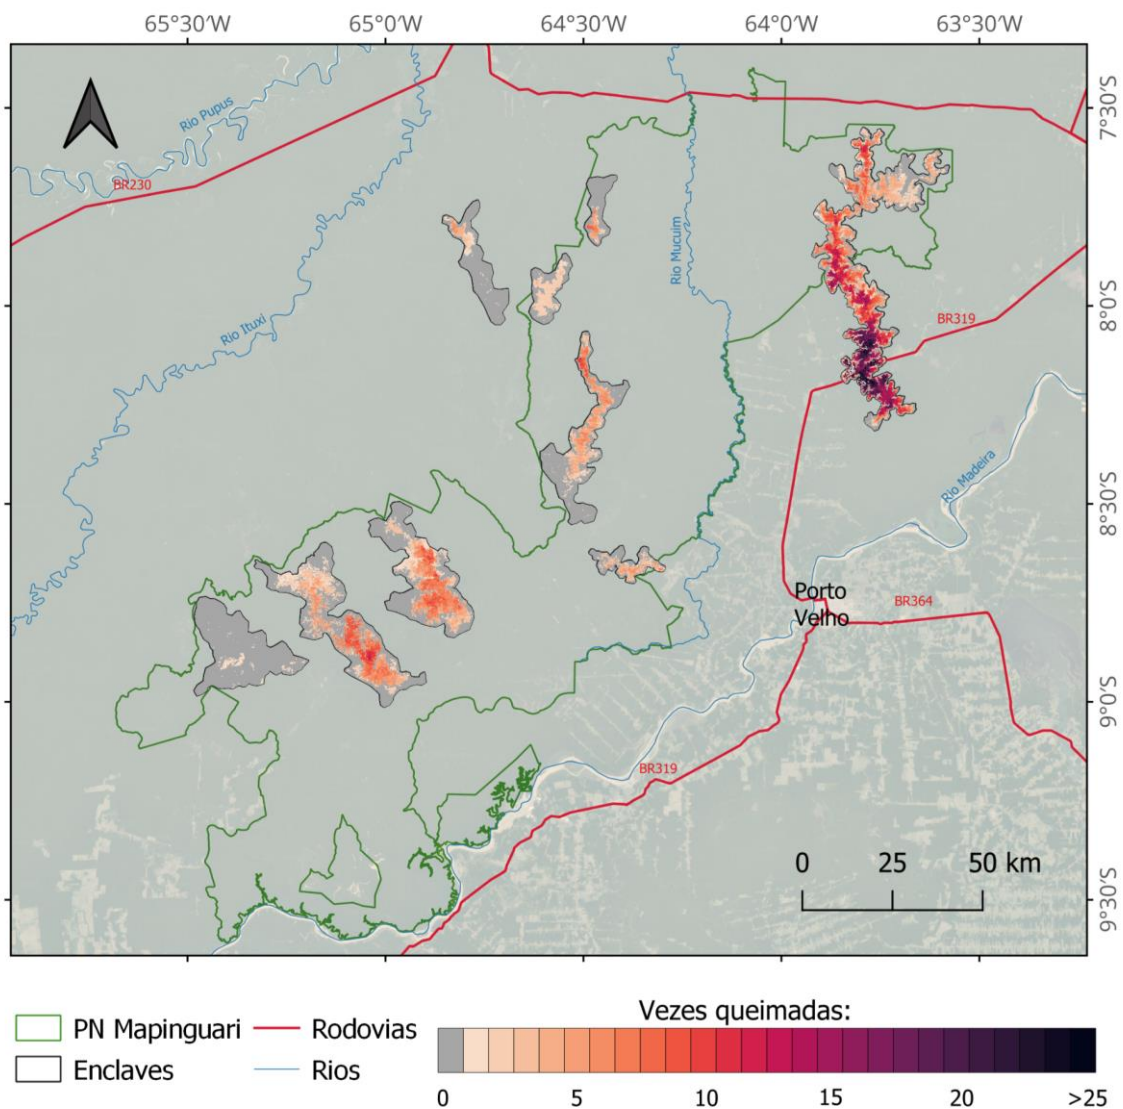 65°30'W 65°0'W 64°30'W 64°0'W 63°30'W
7°30'S
Rio Pupus
BR230
Rio Mucuim
8°0'S
BR319
Rio Ituxi
8°30'S
Rio Madeira
Porto
Velho
BR364
9°0'S
BR319
0 25 50 km
9°30'S
Vezes queimadas:
PN Mapinguari Rodovias
Enclaves Rios
0 5 10 15 20 >25